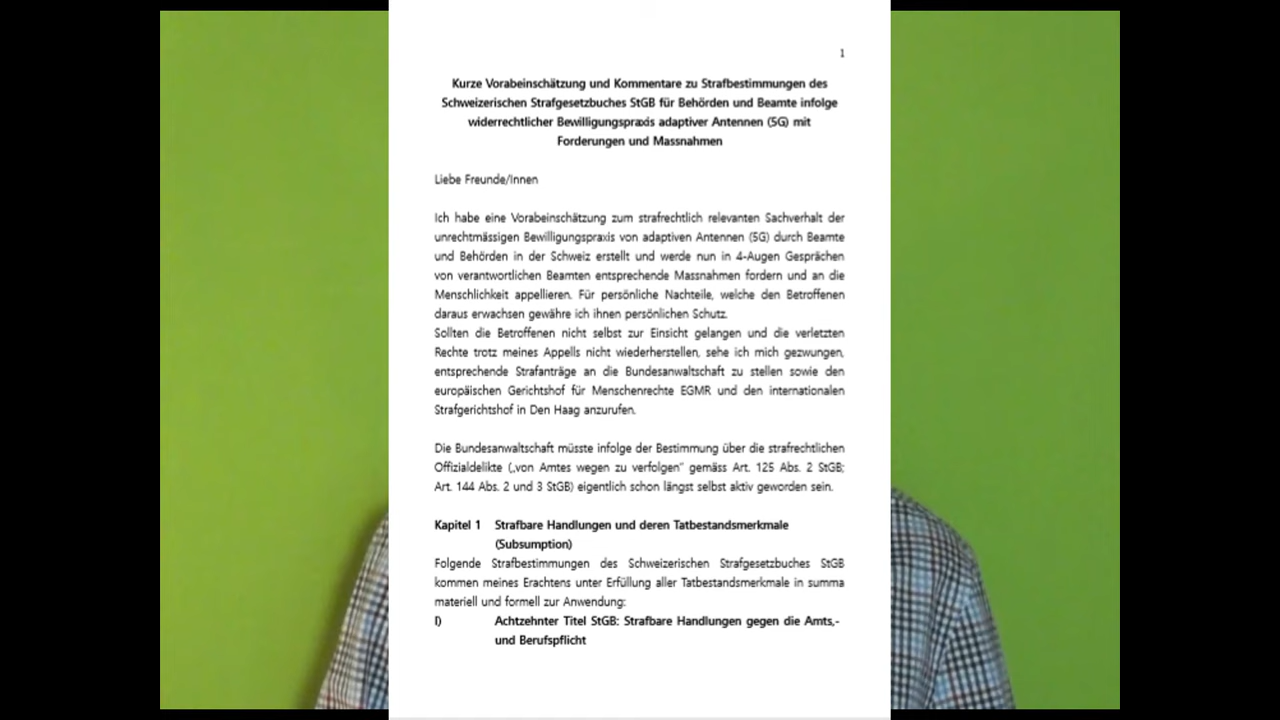 1
Kurze Vorabeinschätzung und Kommentare zu Strafbestimmungen des
Schweizerischen Strafgesetzbuches StGB für Behörden und Beamte infolge
widerrechtlicher Bewilligungspraxis adaptiver Antennen (5G) mit
Forderungen und Massnahmen
Liebe Freunde/Innen
Ich habe eine Vorabeinschätzung zum strafrechtlich relevanten Sachverhalt der
unrechtmässigen Bewilligungspraxis von adaptiven Antennen (5G) durch Beamte
und Behörden in der Schweiz erstellt und werde nun in 4-Augen Gesprächen
von verantwortlichen Beamten entsprechende Massnahmen fordern und an die
Menschlichkeit appellieren. Für persönliche Nachteile, welche den Betroffenen
daraus erwachsen gewähre ich ihnen persönlichen Schutz.
Sollten die Betroffenen nicht selbst zur Einsicht gelangen und die verletzten
Rechte trotz meines Appells nicht wiederherstellen, sehe ich mich gezwungen,
entsprechende Strafanträge an die Bundesanwaltschaft zu stellen sowie den
europäischen Gerichtshof für Menschenrechte EGMR und den internationalen
Strafgerichtshof in Den Haag anzurufen.
Die Bundesanwaltschaft müsste infolge der Bestimmung über die strafrechtlichen
Offizialdelikte („von Amtes wegen zu verfolgen" gemäss Art. 125 Abs. 2 StGB;
Art. 144 Abs. 2 und 3 StGB) eigentlich schon längst selbst aktiv geworden sein.
Kapitel 1 Strafbare Handlungen und deren Tatbestandsmerkmale
(Subsumption)
Folgende Strafbestimmungen des Schweizerischen Strafgesetzbuches StGB
kommen meines Erachtens unter Erfüllung aller Tatbestandsmerkmale in summa
materiell und formell zur Anwendung:
I) Achtzehnter Titel StGB: Strafbare Handlungen gegen die Amts,-
und Berufspflicht